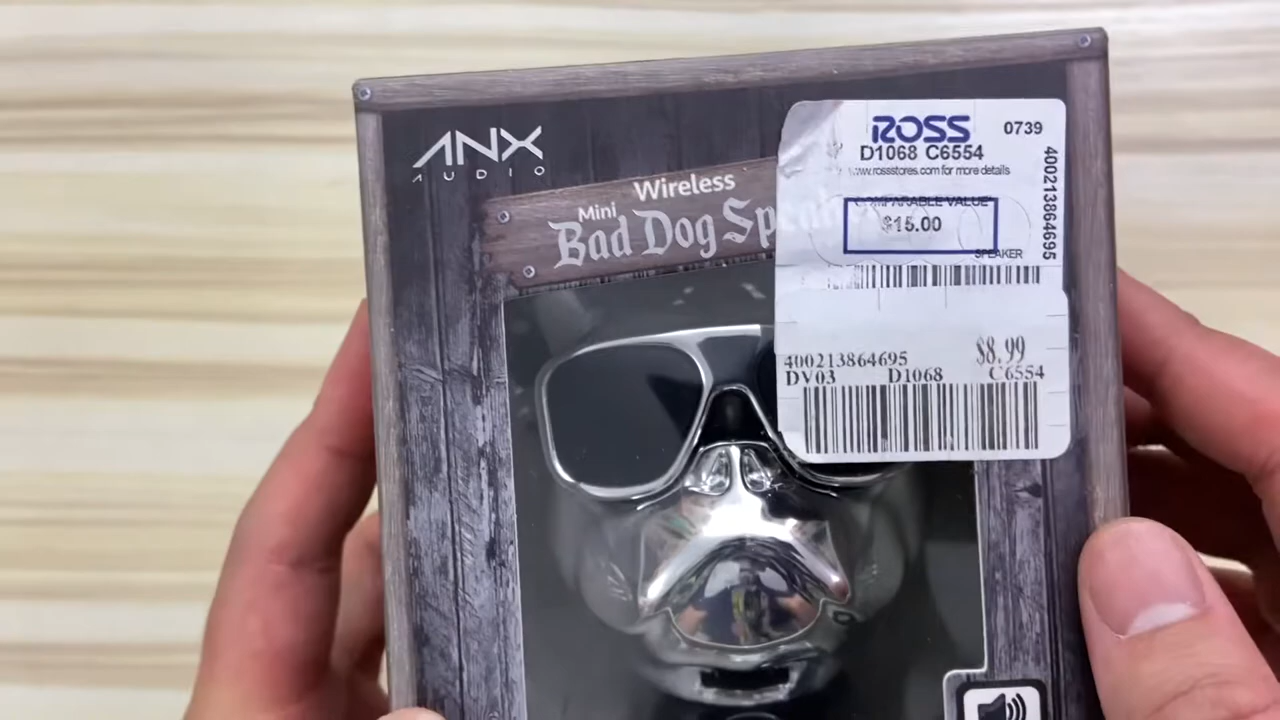 ANX
AUDIO
Wireless
Mini
Bad Dog Speak
ROSS
0739
D1068 C6554
www.rossstores.com for more details
COMPARABLE VALUE*
$15.00
SPEAKER
400213864695
$8.99
400213864695
DV03 D1068 C6554